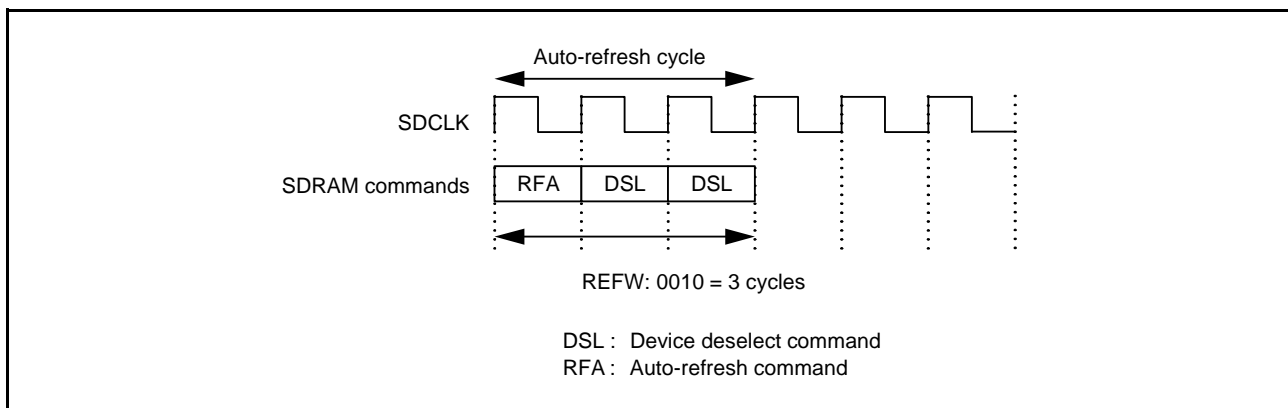 Auto-refresh cycle
SDCLK
SDRAM commands
RFA DSL DSL
REFW: 0010 = 3 cycles
DSL : Device deselect command
RFA : Auto-refresh command